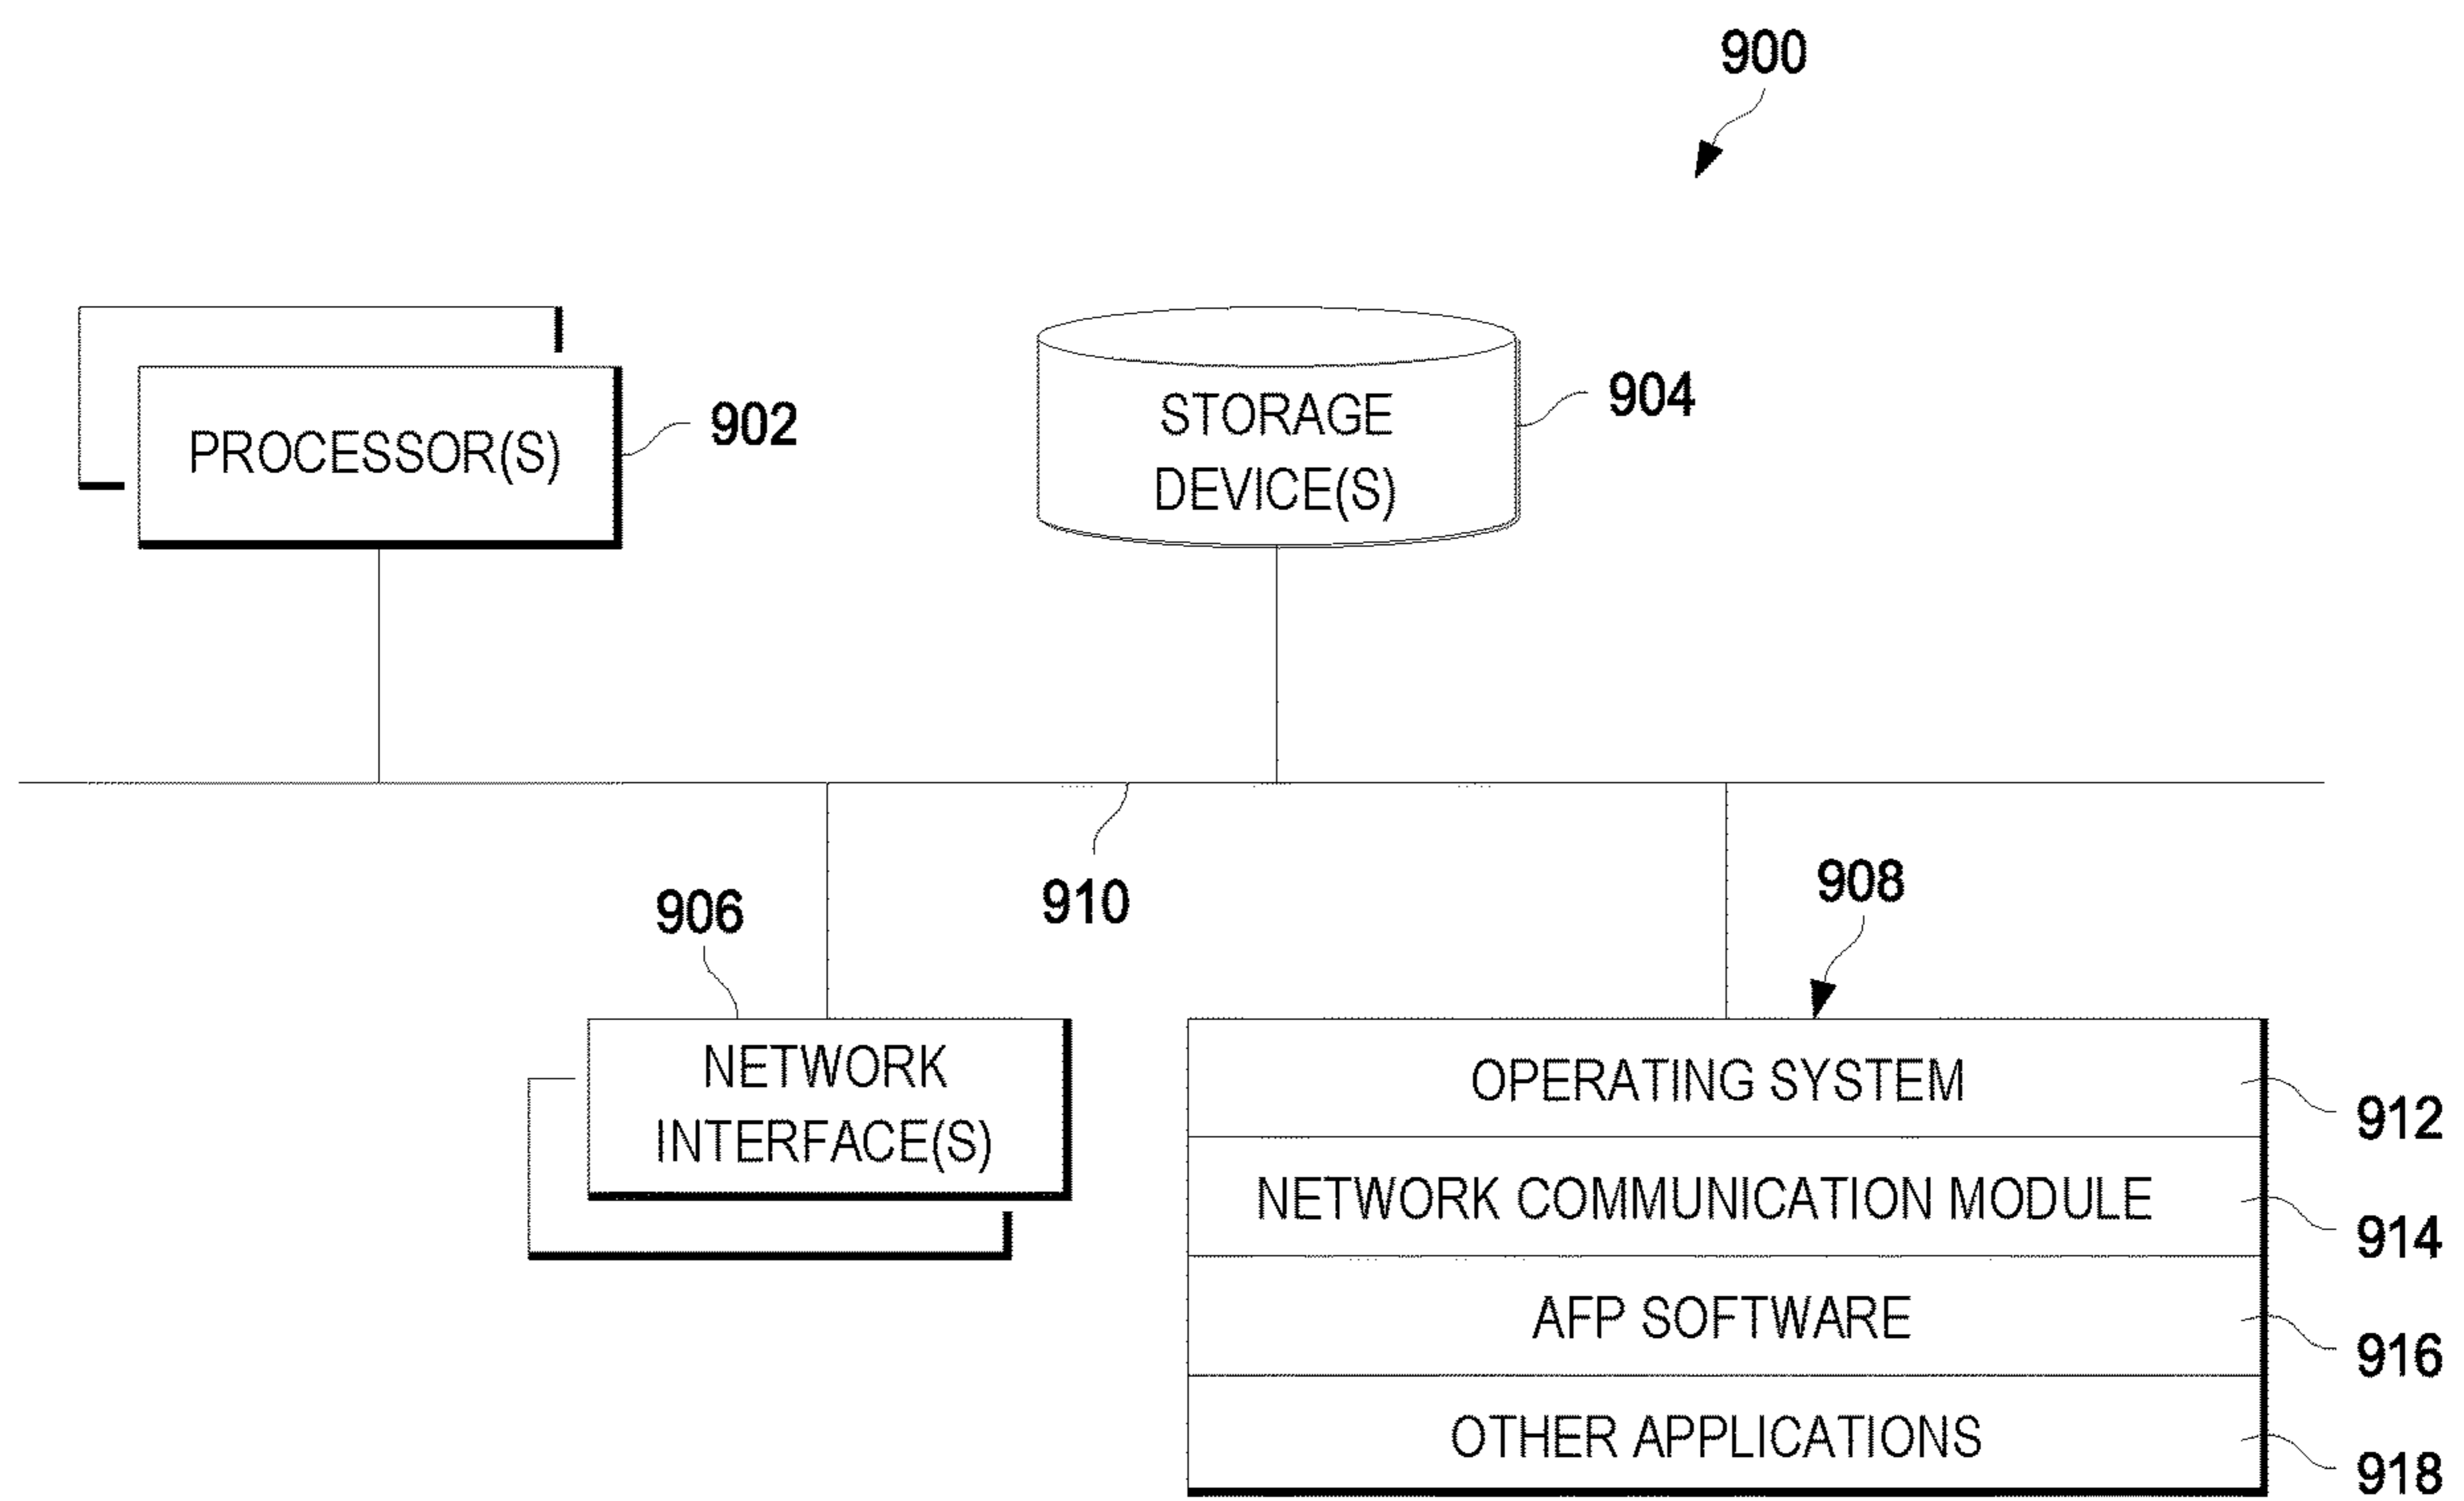 900
PROCESSOR(S)
902
STORAGE
DEVICE(S)
904
910
906
NETWORK
INTERFACE(S)
908
OPERATING SYSTEM
912
NETWORK COMMUNICATION MODULE
914
AFP SOFTWARE
916
OTHER APPLICATIONS
918